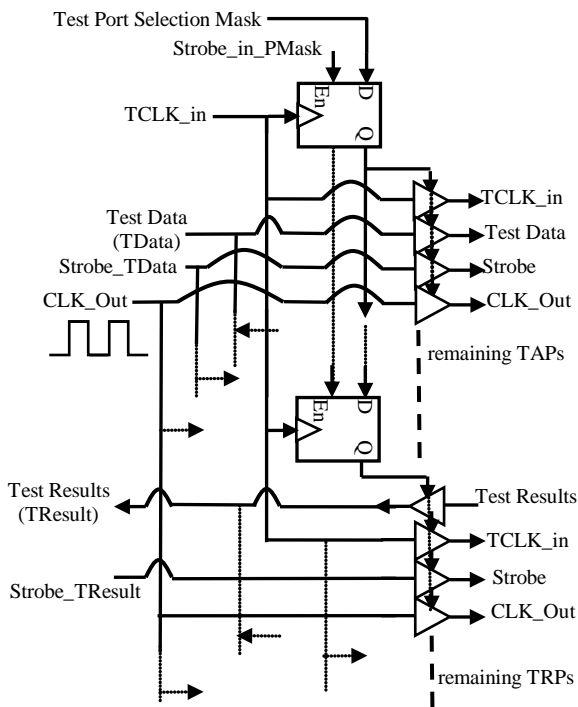 Test Port Selection Mask
Strobe_in_PMask
En
D
TCLK_in
Q
TCLK_in
Test Data
(TData)
Test Data
Strobe_TData
Strobe
CLK_Out
CLK_Out
remaining TAPs
En
D
Q
Test Results
(TResult)
Test Results
TCLK_in
Strobe_TResult
Strobe
CLK_Out
remaining TRPs